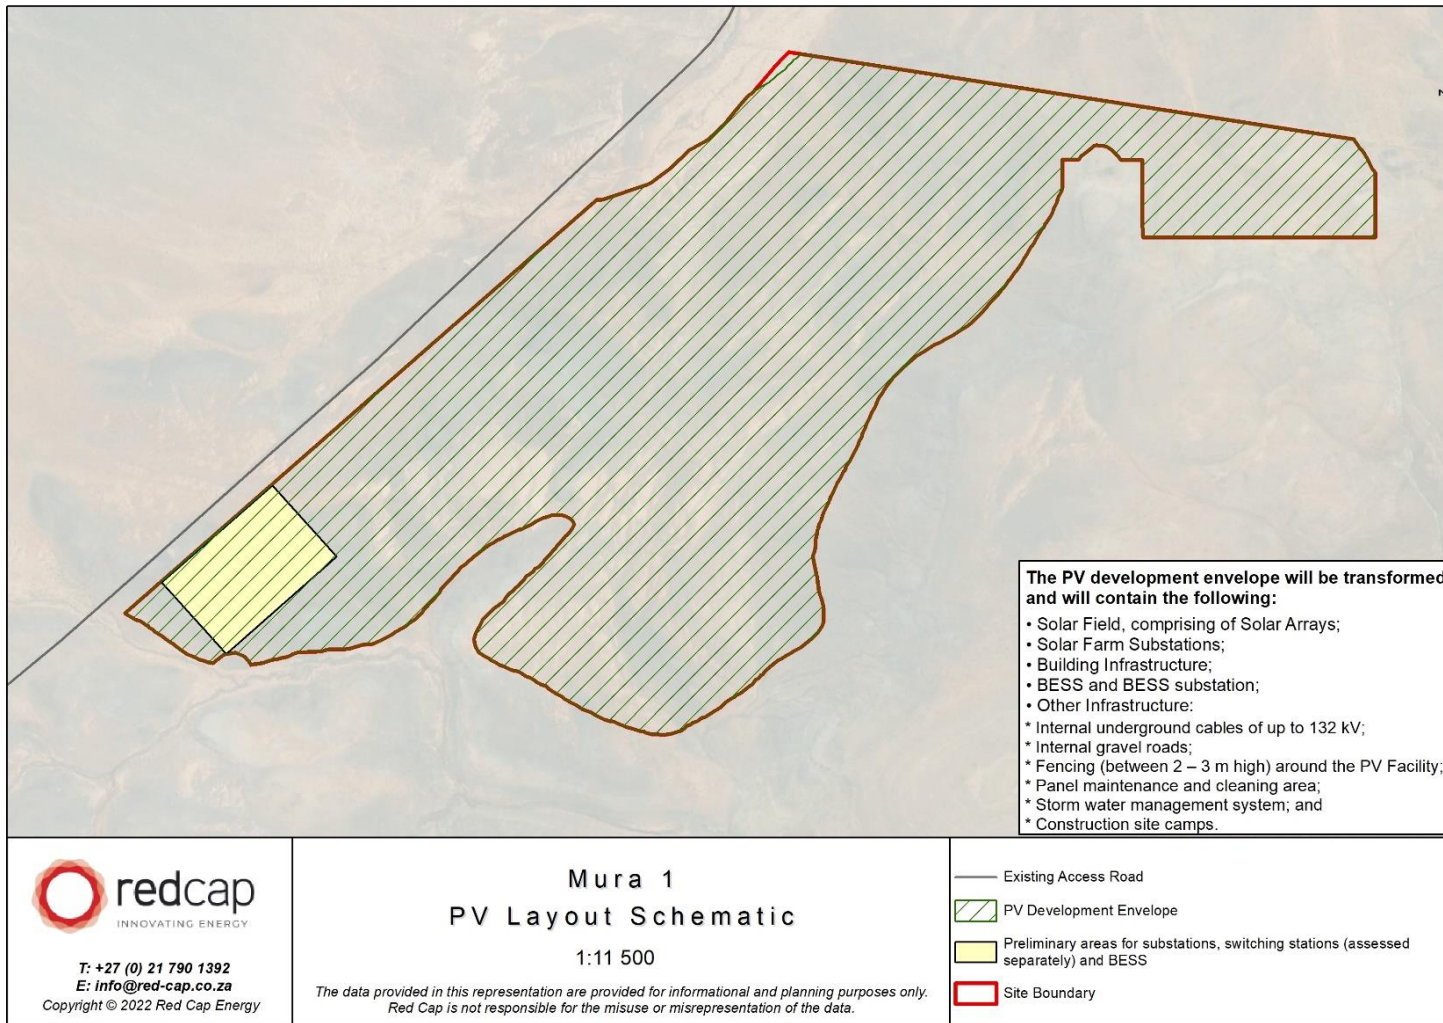 The PV development envelope will be transformed
and will contain the following:
• Solar Field, comprising of Solar Arrays;
• Solar Farm Substations;
• Building Infrastructure;
• BESS and BESS substation;
• Other Infrastructure:
* Internal underground cables of up to 132 kV;
* Internal gravel roads;
* Fencing (between 2 – 3 m high) around the PV Facility;
* Panel maintenance and cleaning area;
* Storm water management system; and
* Construction site camps.
redcap
INNOVATING ENERGY
T: +27 (0) 21 790 1392
E: info@red-cap.co.za
Copyright © 2022 Red Cap Energy
Mura 1
PV Layout Schematic
1:11 500
The data provided in this representation are provided for informational and planning purposes only.
Red Cap is not responsible for the misuse or misrepresentation of the data.
Existing Access Road
PV Development Envelope
Preliminary areas for substations, switching stations (assessed
separately) and BESS
Site Boundary